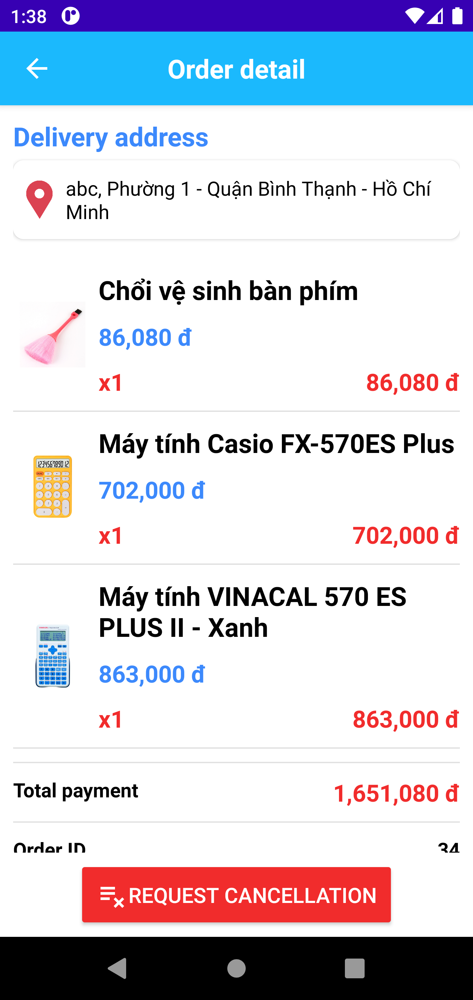 1:38
Order detail
Delivery address
abc, Phường 1 - Quận Bình Thạnh - Hồ Chí
Minh
Chổi vệ sinh bàn phím
86,080 đ
x1 86,080 đ
Máy tính Casio FX-570ES Plus
702,000 đ
x1 702,000 đ
Máy tính VINACAL 570 ES
PLUS II - Xanh
863,000 đ
x1 863,000 đ
Total payment 1,651,080 đ
Order ID 34
REQUEST CANCELLATION